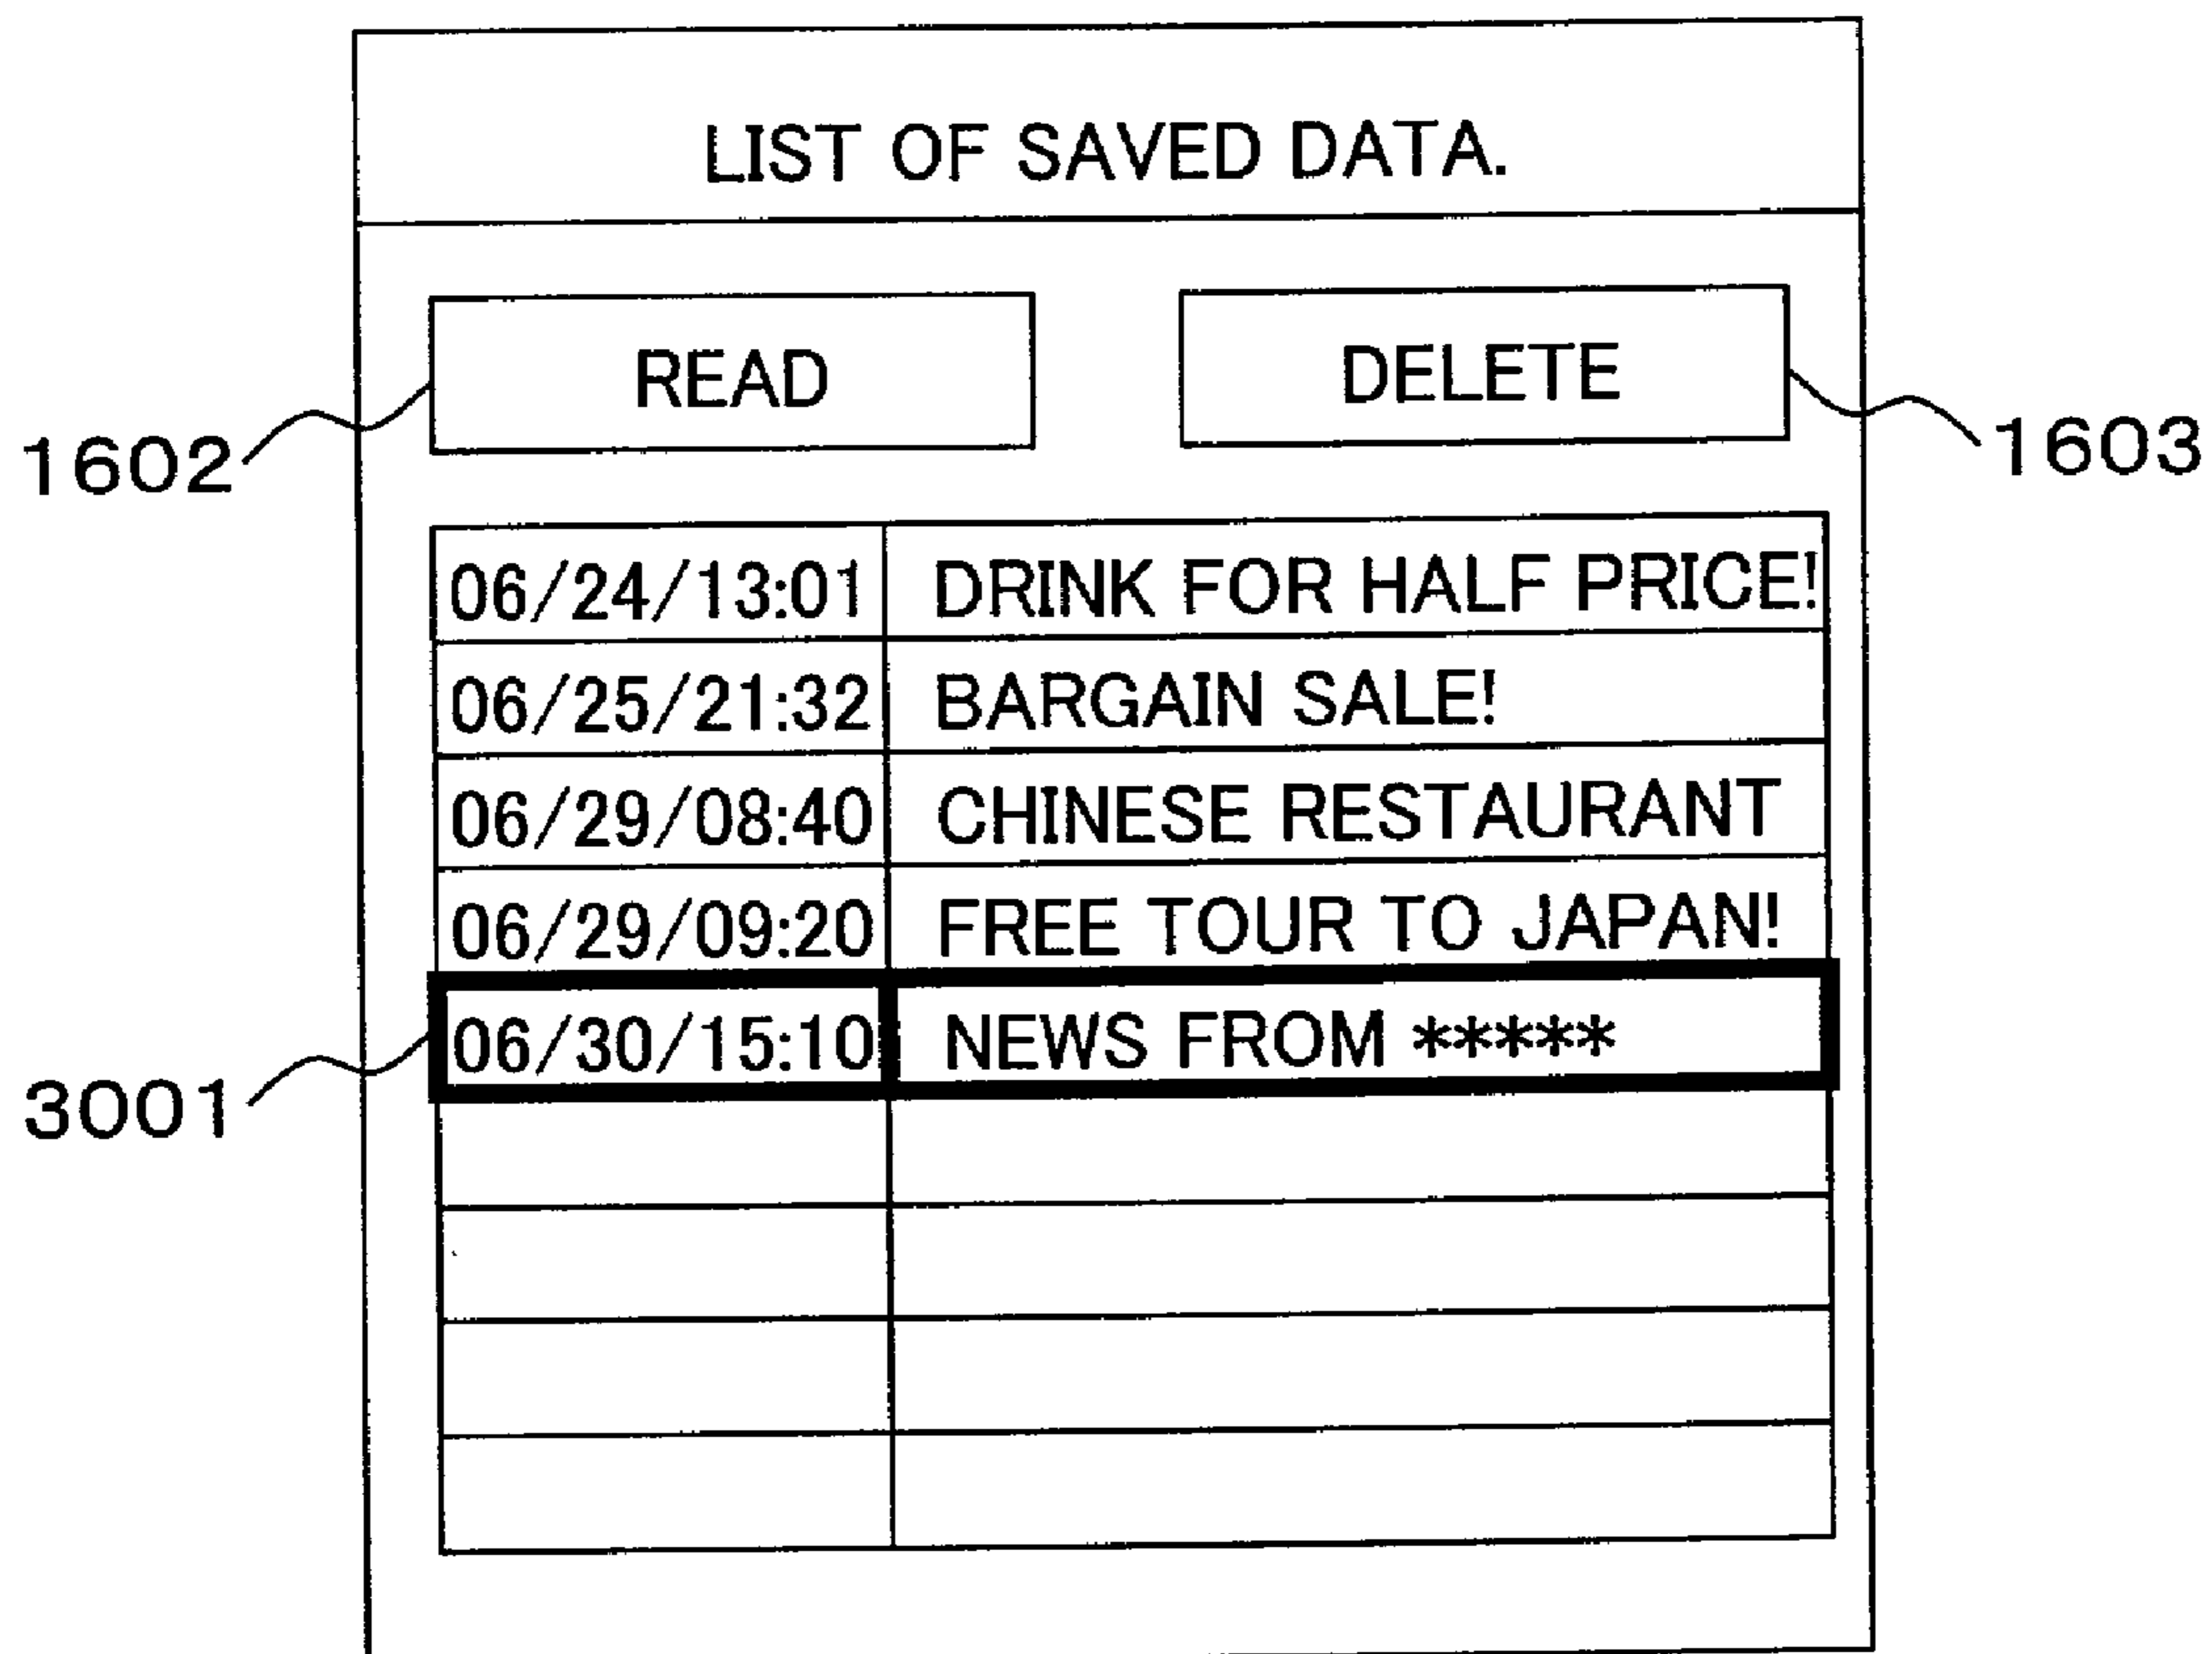 LIST OF SAVED DATA.
READ DELETE
1602 1603
06/24/13:01 DRINK FOR HALF PRICE!
06/25/21:32 BARGAIN SALE!
06/29/08:40 CHINESE RESTAURANT
06/29/09:20 FREE TOUR TO JAPAN!
06/30/15:10 NEWS FROM *****
3001